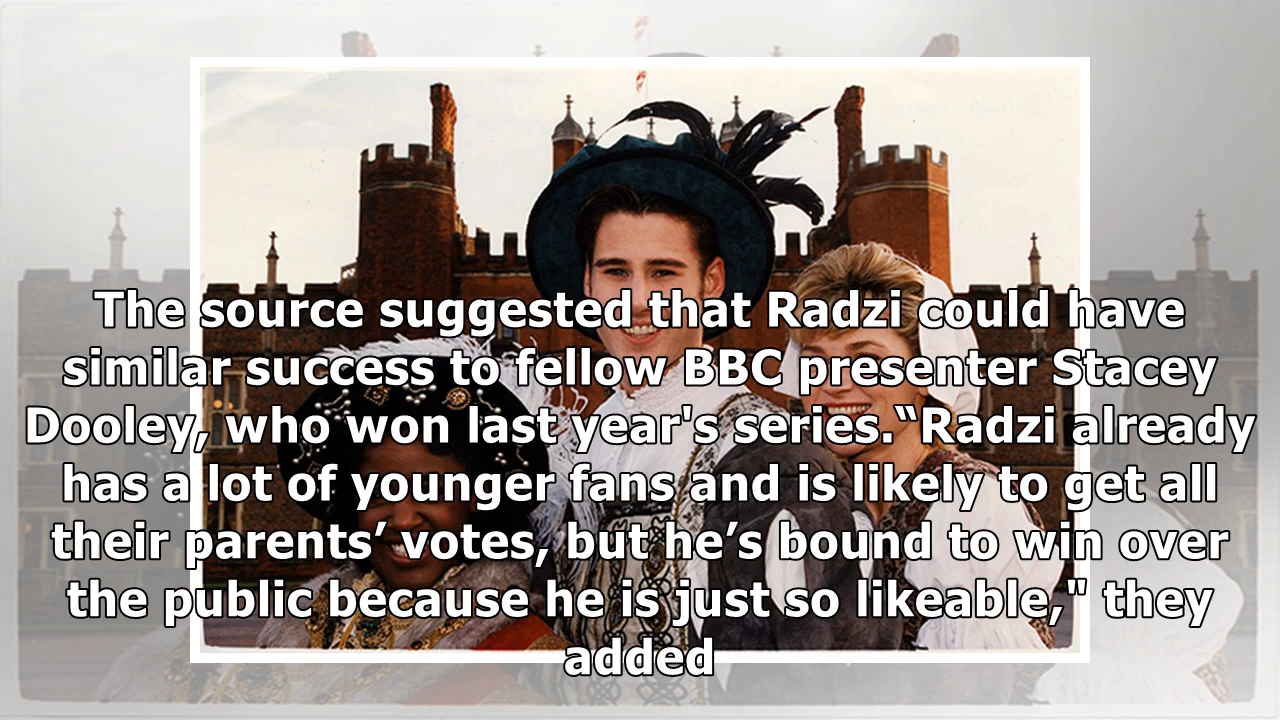 The source suggested that Radzi could have
similar success to fellow BBC presenter Stacey
Dooley, who won last year's series.“Radzi already
has a lot of younger fans and is likely to get all
their parents’ votes, but he’s bound to win over
the public because he is just so likeable," they
added